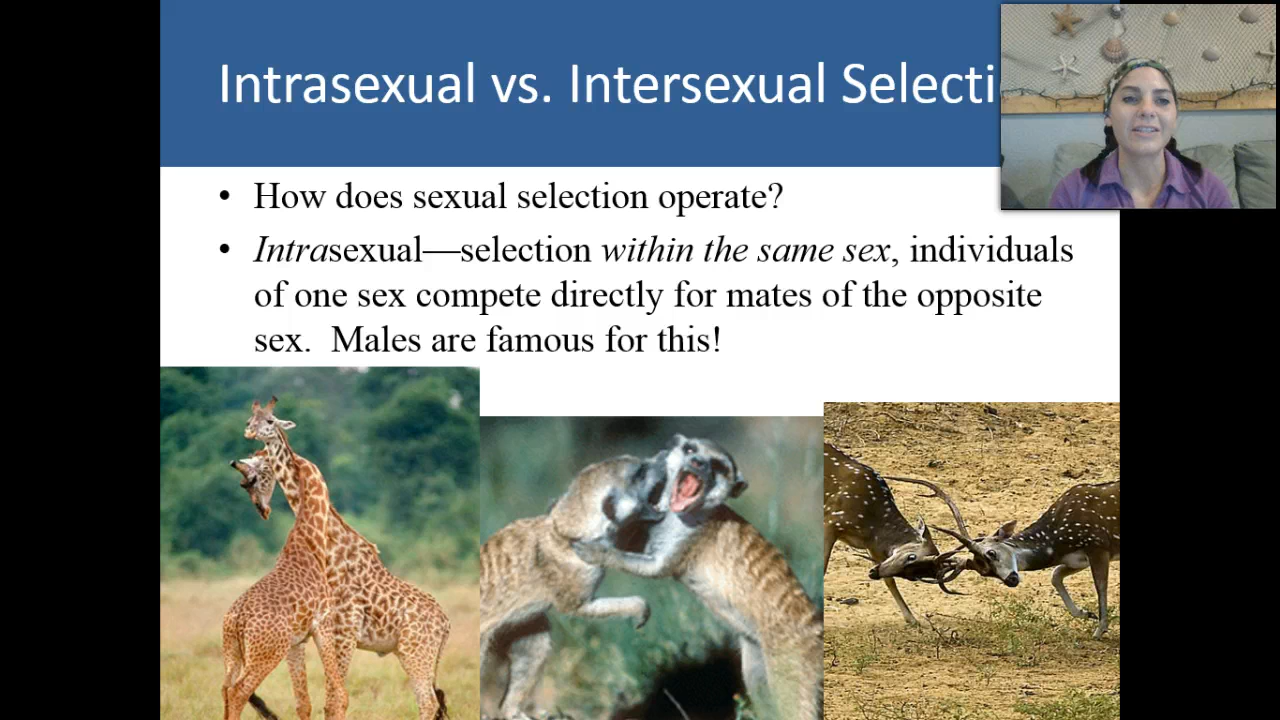 Intrasexual vs. Intersexual Selecti
• How does sexual selection operate?
• Intrasexual—selection within the same sex, individuals
of one sex compete directly for mates of the opposite
sex.  Males are famous for this!